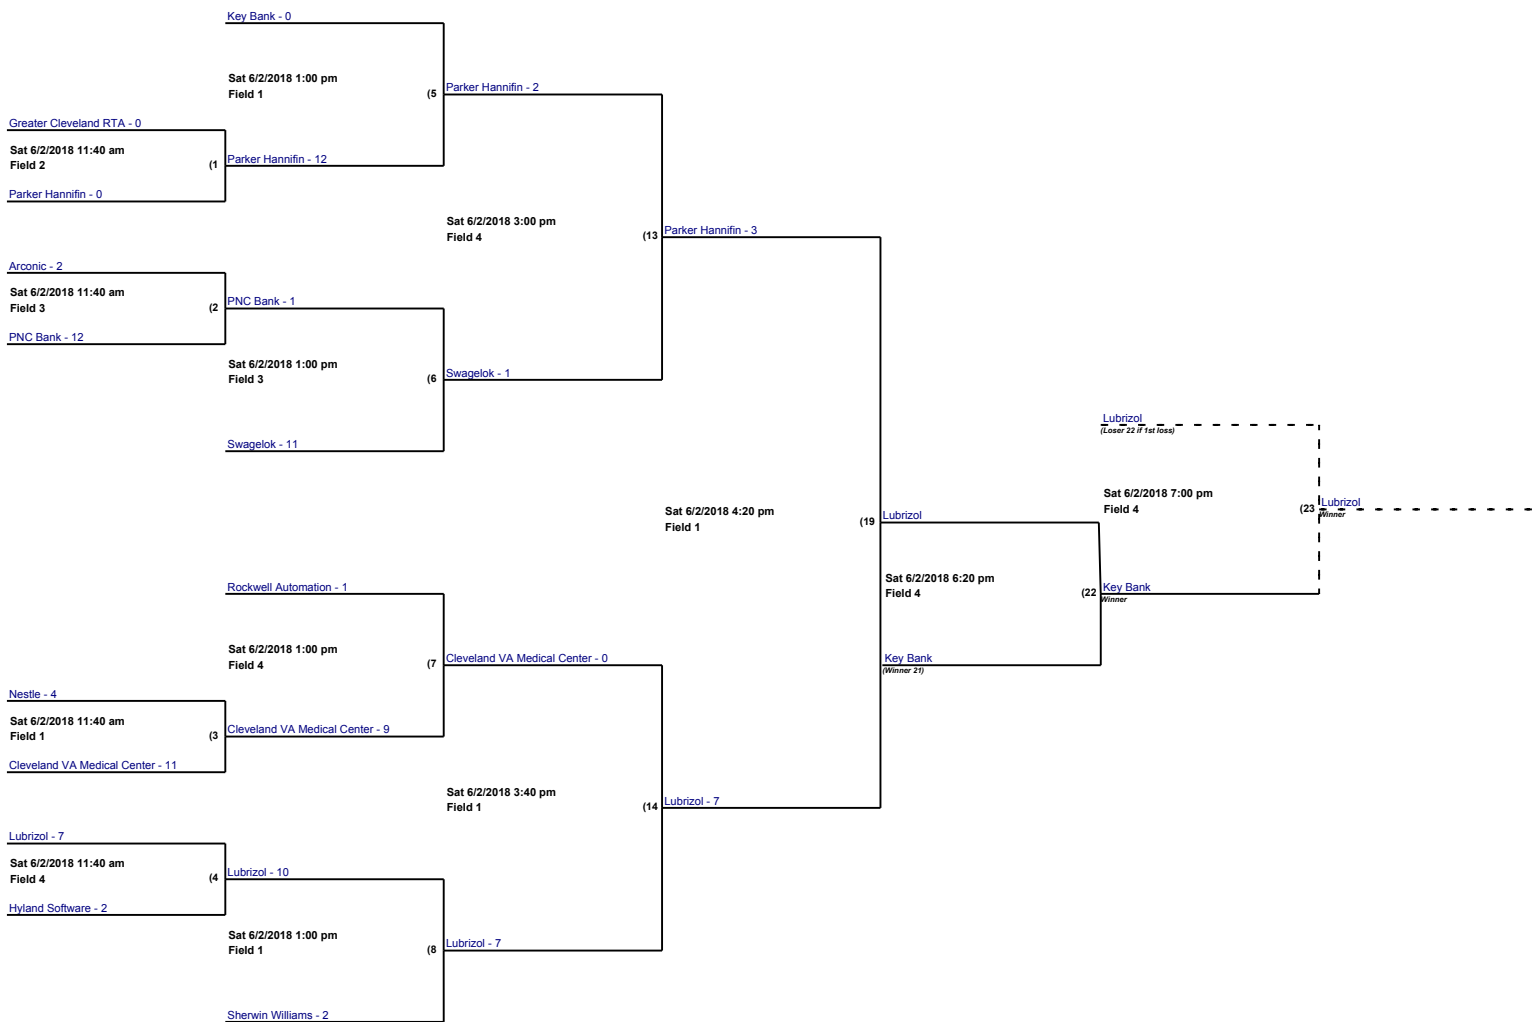 Key Bank - 0
Sat 6/2/2018 1:00 pm
Field 1
(5
Parker Hannifin - 2
Greater Cleveland RTA - 0
Sat 6/2/2018 11:40 am
Field 2
(1
Parker Hannifin - 12
Parker Hannifin - 0
Sat 6/2/2018 3:00 pm
Field 4
(13
Parker Hannifin - 3
Arconic - 2
Sat 6/2/2018 11:40 am
Field 3
(2
PNC Bank - 1
PNC Bank - 12
Sat 6/2/2018 1:00 pm
Field 3
(6
Swagelok - 1
Swagelok - 11
Lubrizol
(Loser 22 if 1st loss)
Sat 6/2/2018 7:00 pm
Field 4
(23
Lubrizol
Winner
Sat 6/2/2018 4:20 pm
Field 1
(19
Lubrizol
Sat 6/2/2018 6:20 pm
Field 4
(22
Key Bank
Winner
Key Bank
(Winner 21)
Rockwell Automation - 1
Sat 6/2/2018 1:00 pm
Field 4
(7
Cleveland VA Medical Center - 0
Nestle - 4
Sat 6/2/2018 11:40 am
Field 1
(3
Cleveland VA Medical Center - 9
Cleveland VA Medical Center - 11
Sat 6/2/2018 3:40 pm
Field 1
(14
Lubrizol - 7
Lubrizol - 7
Sat 6/2/2018 11:40 am
Field 4
(4
Lubrizol - 10
Hyland Software - 2
Sat 6/2/2018 1:00 pm
Field 1
(8
Lubrizol - 7
Sherwin Williams - 2